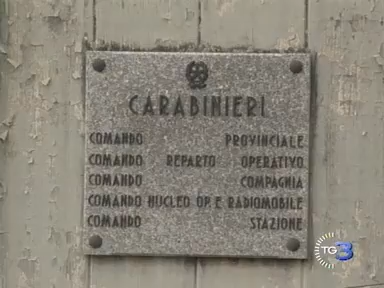 CARABINIERI
COMANDO PROVINCIALE
COMANDO REPARTO OPERATIVO
COMANDO COMPAGNIA
COMANDO NUCLEO OP. E RADIOMOBILE
COMANDO STAZIONE
TG3